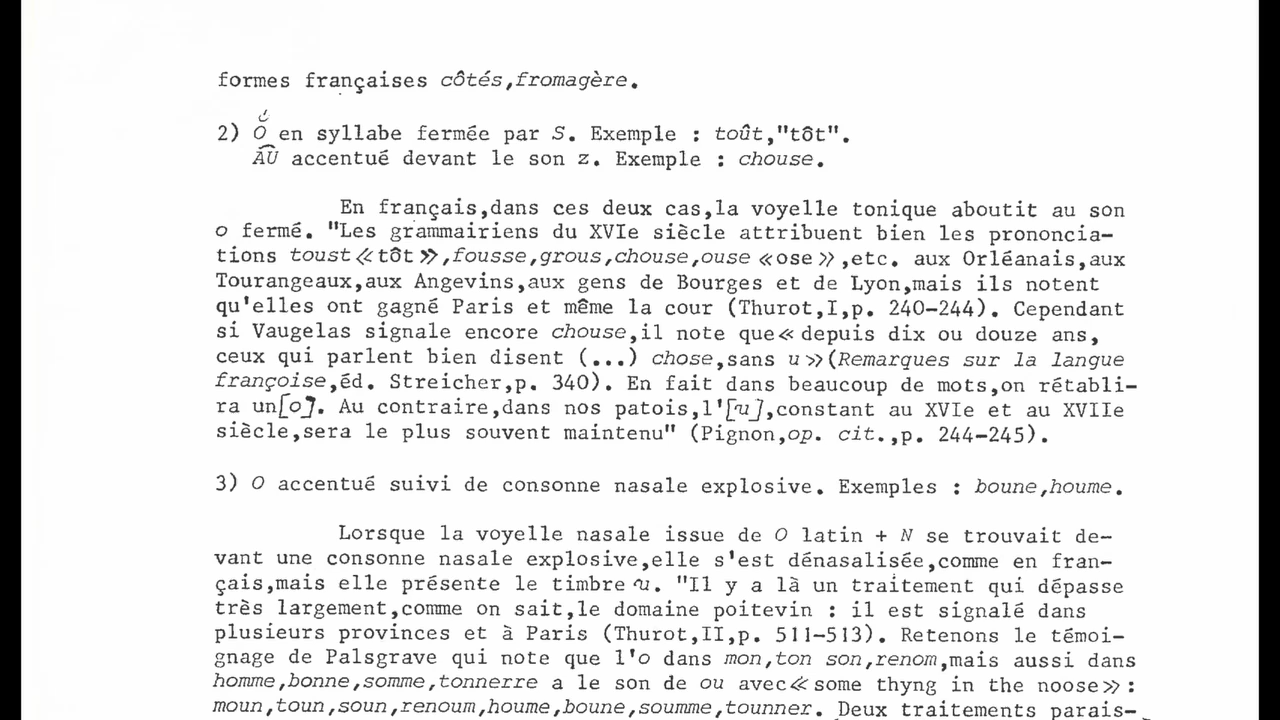 formes françaises côtés,fromagère.
2) Ó en syllabe fermée par S. Exemple : toût,"tôt".
AU accentué devant le son z. Exemple : chouse.
En français,dans ces deux cas,la voyelle tonique aboutit au son
o fermé. "Les grammairiens du XVIe siècle attribuent bien les prononcia-
tions toust « tôt »,fousse,grous,chouse,ouse «ose »,etc. aux Orléanais,aux
Tourangeaux,aux Angevins,aux gens de Bourges et de Lyon,mais ils notent
qu'elles ont gagné Paris et même la cour (Thurot,I,p. 240-244). Cependant
si Vaugelas signale encore chouse,il note que« depuis dix ou douze ans,
ceux qui parlent bien disent (...) chose,sans u »(Remarques sur la langue
françoise,éd. Streicher,p. 340). En fait dans beaucoup de mots,on rétabli-
ra un[o]. Au contraire,dans nos patois,l'[u],constant au XVIe et au XVIIe
siècle,sera le plus souvent maintenu" (Pignon,op. cit.,p. 244-245).
3) O accentué suivi de consonne nasale explosive. Exemples : boune,houme.
Lorsque la voyelle nasale issue de O latin + N se trouvait de-
vant une consonne nasale explosive,elle s'est dénasalisée,comme en fran-
çais,mais elle présente le timbre u. "Il y a là un traitement qui dépasse
très largement,comme on sait,le domaine poitevin : il est signalé dans
plusieurs provinces et à Paris (Thurot,II,p. 511-513). Retenons le témoi-
gnage de Palsgrave qui note que l'o dans mon,ton son,renom,mais aussi dans
homme,bonne,somme,tonnerre a le son de ou avec« some thyng in the noose»:
moun,toun,soun,renoum,houme,boune,soumme,tounner. Deux traitements parais-